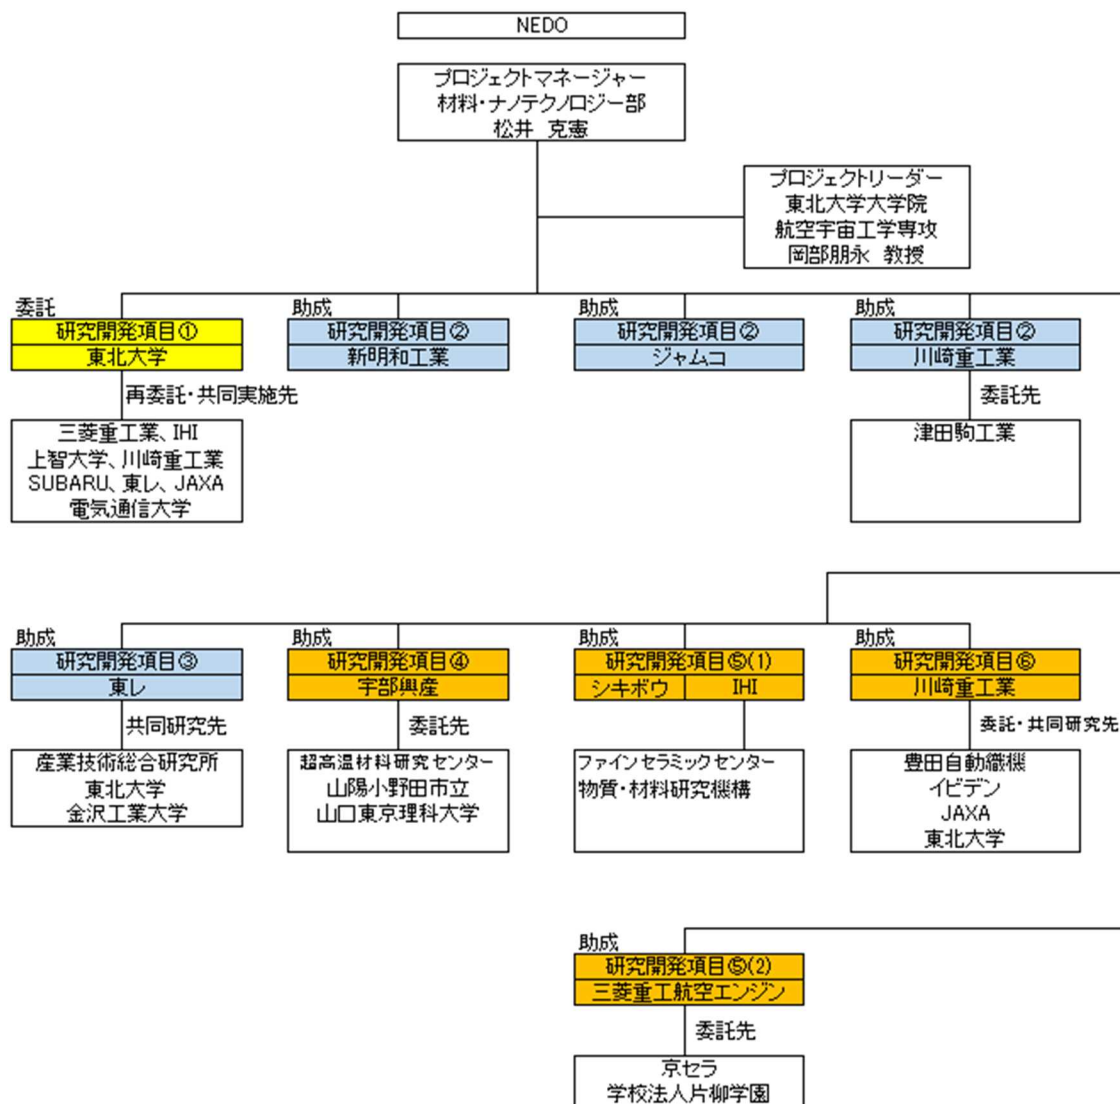 NEDO
プロジェクトマネージャー
材料・ナノテクノロジー部
松井 克憲
プロジェクトリーダー
東北大学大学院
航空宇宙工学専攻
岡部朋永 教授
委託
研究開発項目①
東北大学
再委託・共同実施先
三菱重工業、IHI
上智大学、川崎重工業
SUBARU、東レ、JAXA
電気通信大学
助成
研究開発項目②
新明和工業
助成
研究開発項目②
ジャムコ
助成
研究開発項目②
川崎重工業
委託先
津田駒工業
助成
研究開発項目③
東レ
共同研究先
産業技術総合研究所
東北大学
金沢工業大学
助成
研究開発項目④
宇部興産
委託先
超高温材料研究センター
山陽小野田市立
山口東京理科大学
助成
研究開発項目⑤(1)
シキボウ IHI
ファインセラミックセンター
物質・材料研究機構
助成
研究開発項目⑥
川崎重工業
委託・共同研究先
豊田自動織機
イビデン
JAXA
東北大学
助成
研究開発項目⑤(2)
三菱重工航空エンジン
委託先
京セラ
学校法人片柳学園